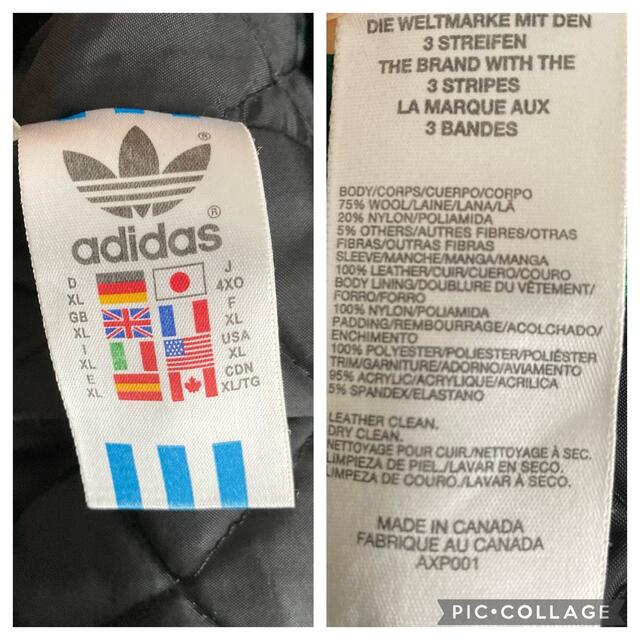 ®
®
adidas
D
XL
GB
XL
I
XL
E
XL
J
4XO
F
XL
USA
XL
CDN
XL/TG
DIE WELTMARKE MIT DEN
3 STREIFEN
THE BRAND WITH THE
3 STRIPES
LA MARQUE AUX
3 BANDES
BODY/CORPS/CUERPO/CORPO
75% WOOL/LAINE/LANA/LÃ
20% NYLON/POLIAMIDA
5% OTHERS/AUTRES FIBRES/OTRAS
FIBRAS/OUTRAS FIBRAS
SLEEVE/MANCHE/MANGA/MANGA
100% LEATHER/CUIR/CUERO/COURO
BODY LINING/DOUBLURE DU VÊTEMENT/
FORRO/FORRO
100% NYLON/POLIAMIDA
PADDING/REMBOURRAGE/ACOLCHADO/
ENCHIMENTO
100% POLYESTER/POLIESTER/POLIÉSTER
TRIM/GARNITURE/ADORNO/AVIAMENTO
95% ACRYLIC/ACRYLIQUE/ACRILICA
5% SPANDEX/ELASTANO
LEATHER CLEAN.
DRY CLEAN.
NETTOYAGE POUR CUIR./NETTOYAGE À SEC.
LIMPIEZA DE PIEL./LAVAR EN SECO.
LIMPEZA DE COURO./LAVAR À SECO.
MADE IN CANADA
FABRIQUE AU CANADA
AXP001
PIC•COLLAGE